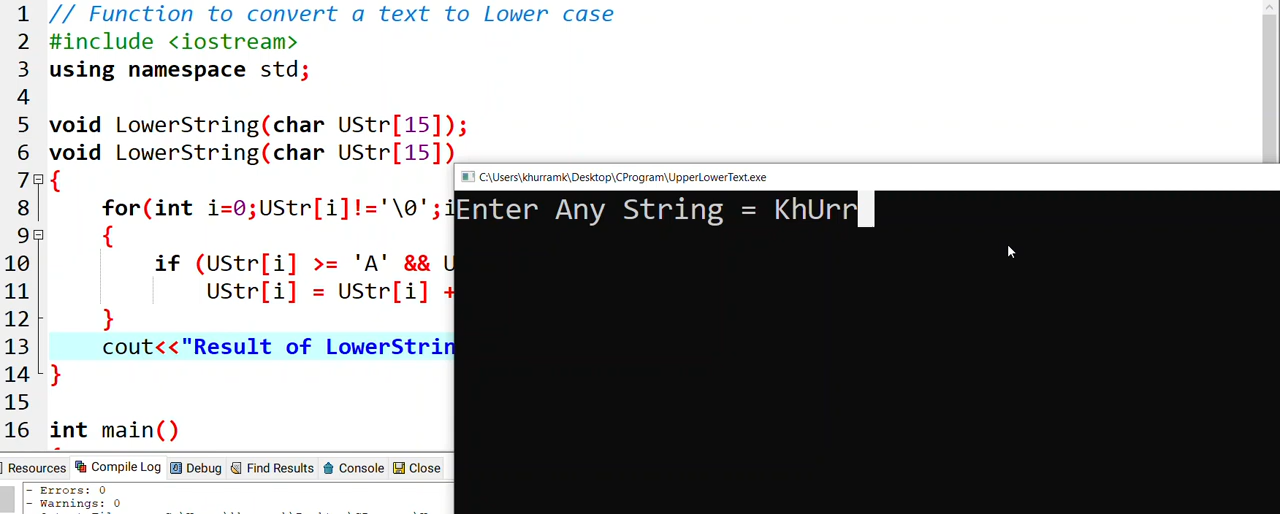 1 // Function to convert a text to Lower case
2 #include <iostream>
3 using namespace std;
4
5 void LowerString(char UStr[15]);
6 void LowerString(char UStr[15])
7 {
8 for(int i=0;UStr[i]!='\0';i
9 {
10 if (UStr[i] >= 'A' && U
11 UStr[i] = UStr[i] +
12 }
13 cout<<"Result of LowerStrin
14 }
15
16 int main()
C:\Users\khurramk\Desktop\CProgram\UpperLowerText.exe
Enter Any String = KhUrr
Resources Compile Log Debug Find Results Console Close
- Errors: 0
- Warnings: 0